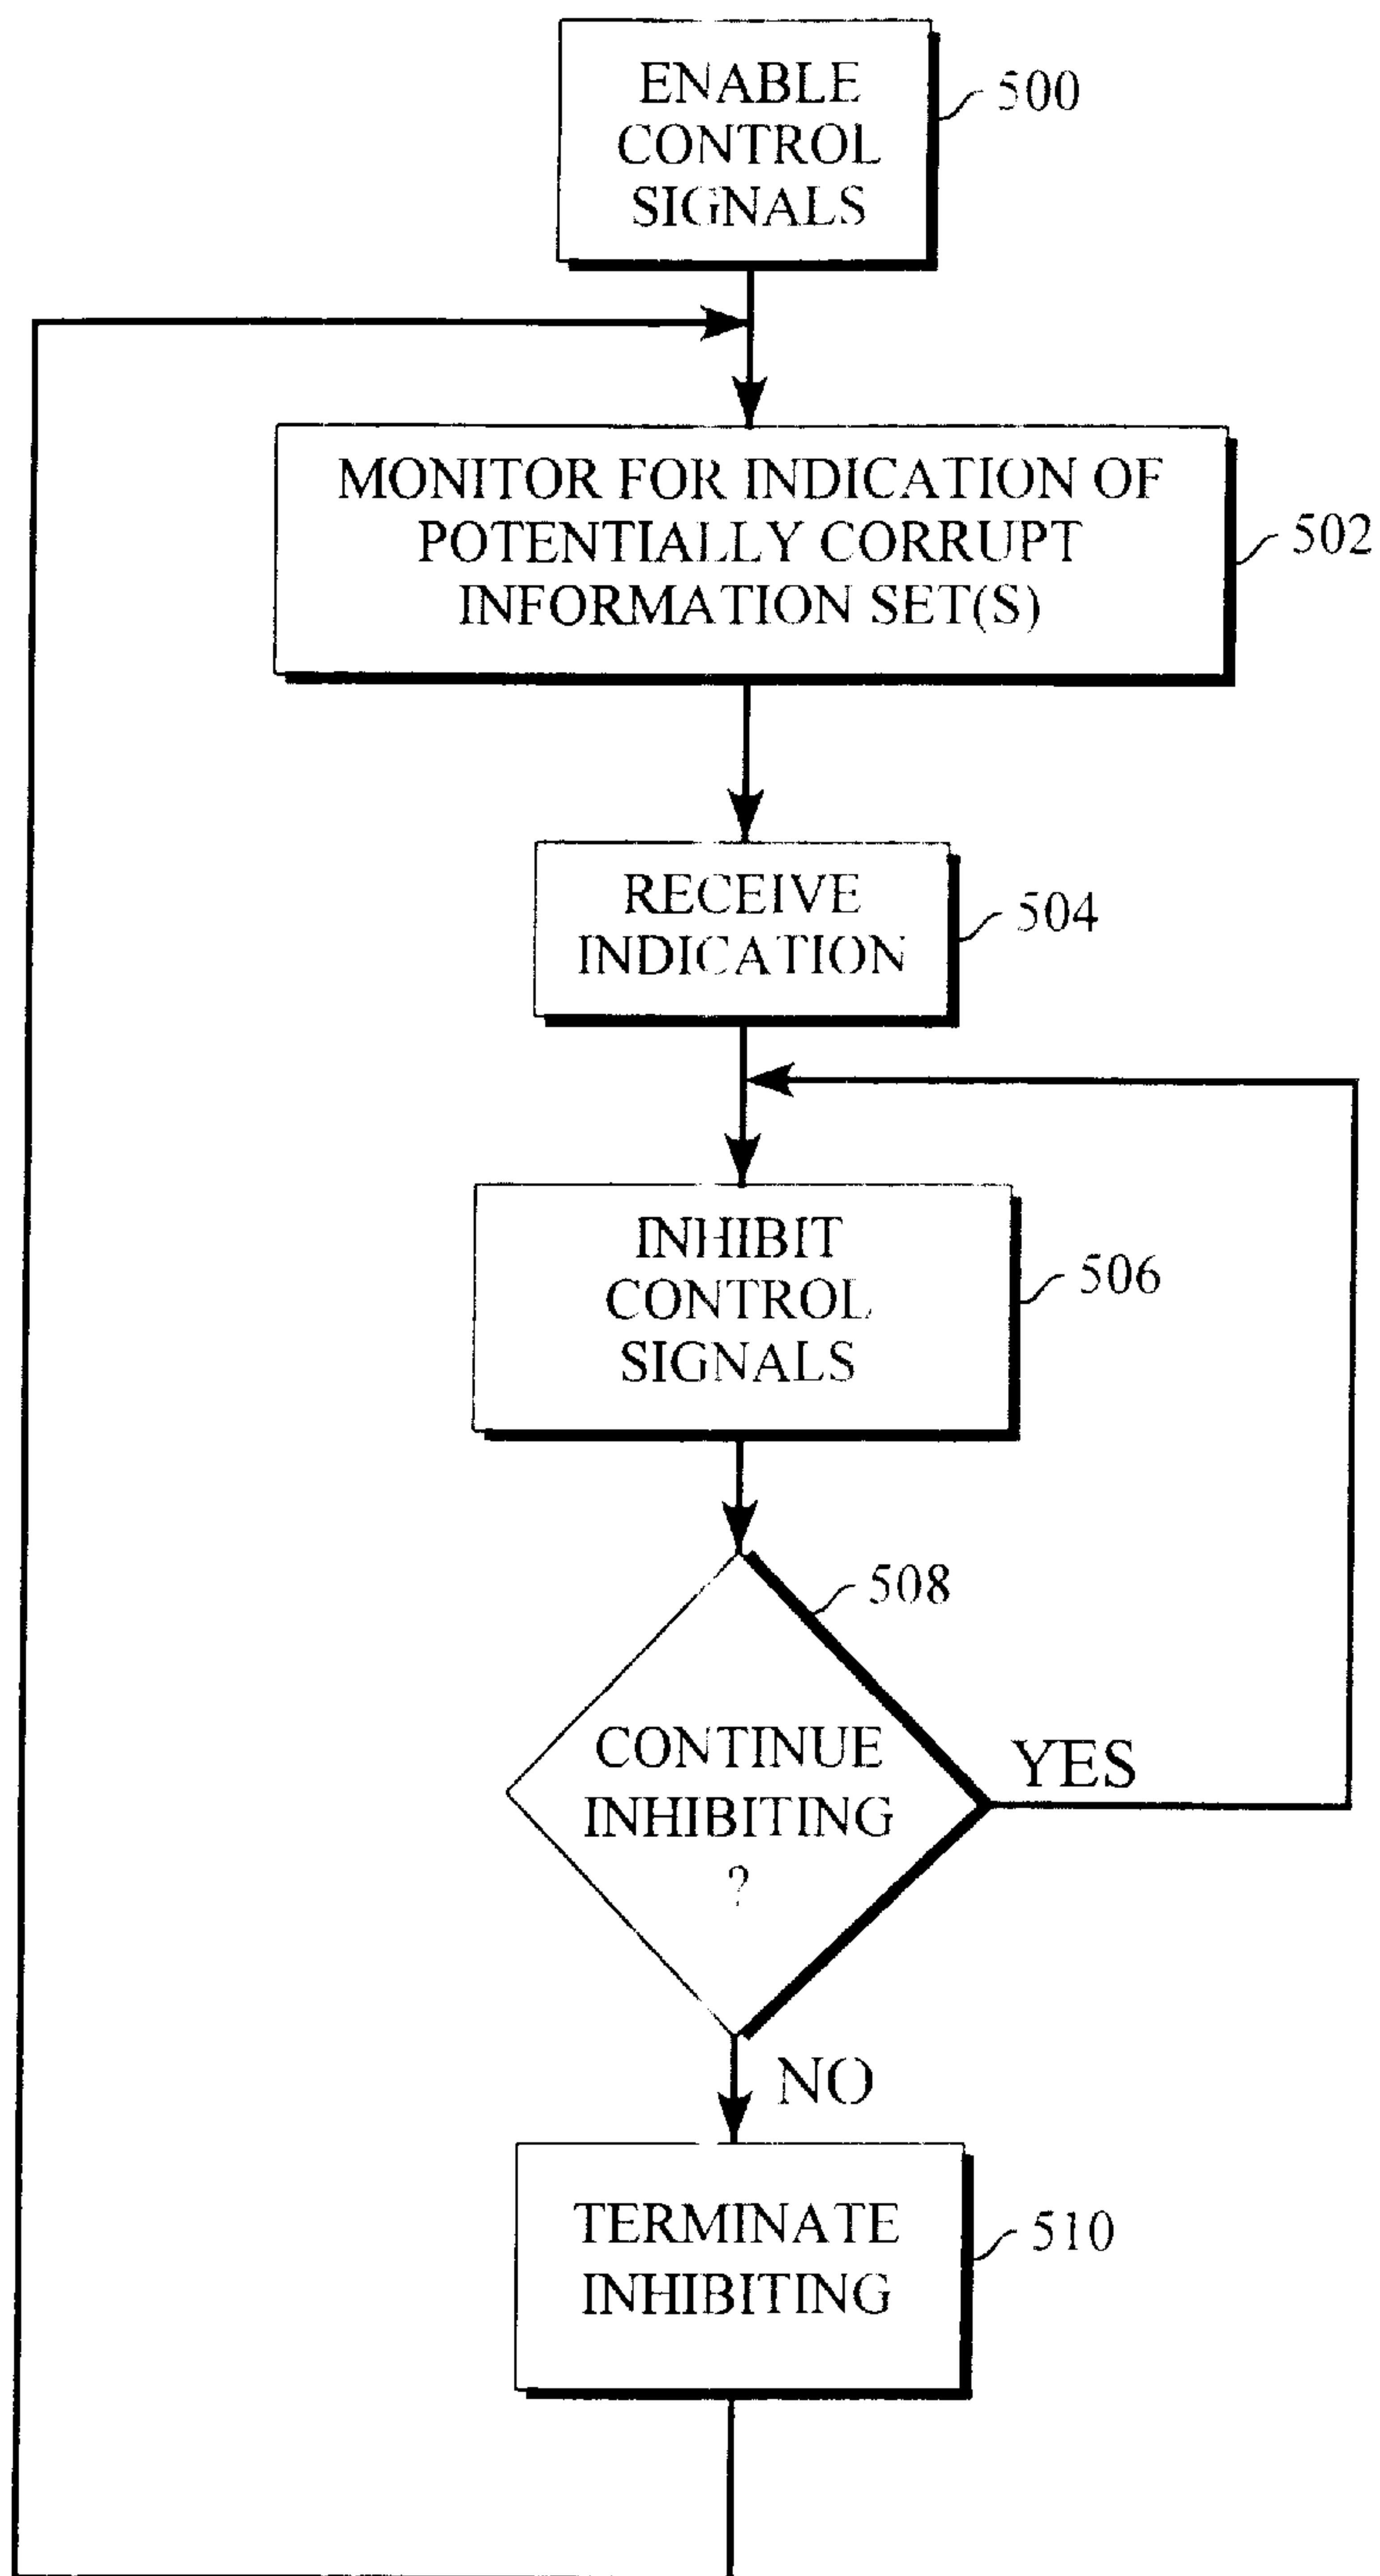 ENABLE
CONTROL
SIGNALS
500
MONITOR FOR INDICATION OF
POTENTIALLY CORRUPT
INFORMATION SET(S)
502
RECEIVE
INDICATION
504
INHIBIT
CONTROL
SIGNALS
506
508
CONTINUE
INHIBITING
?
YES
NO
TERMINATE
INHIBITING
510